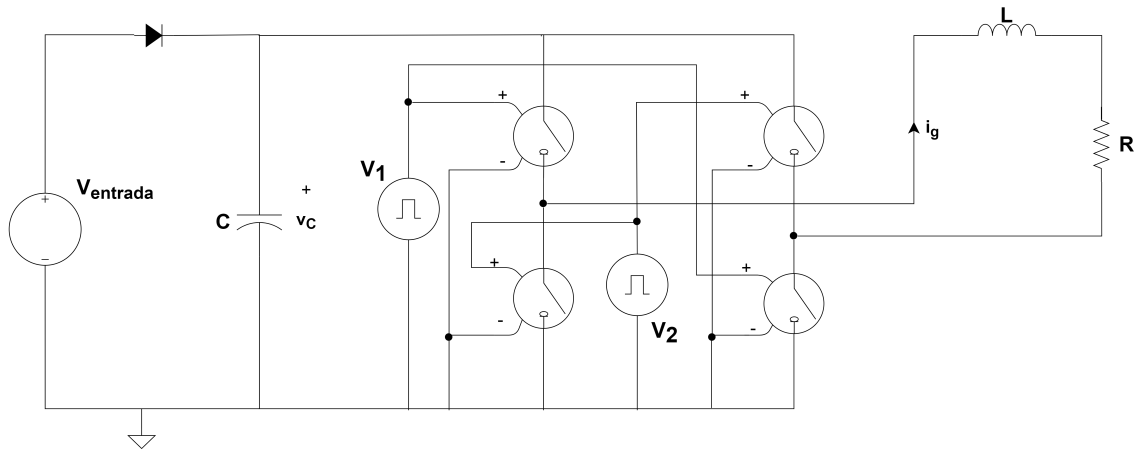 L
+
+
i_g
R
-
-
V_1
V_entrada
+
+
C
v_C
+
-
+
+
-
-
V_2